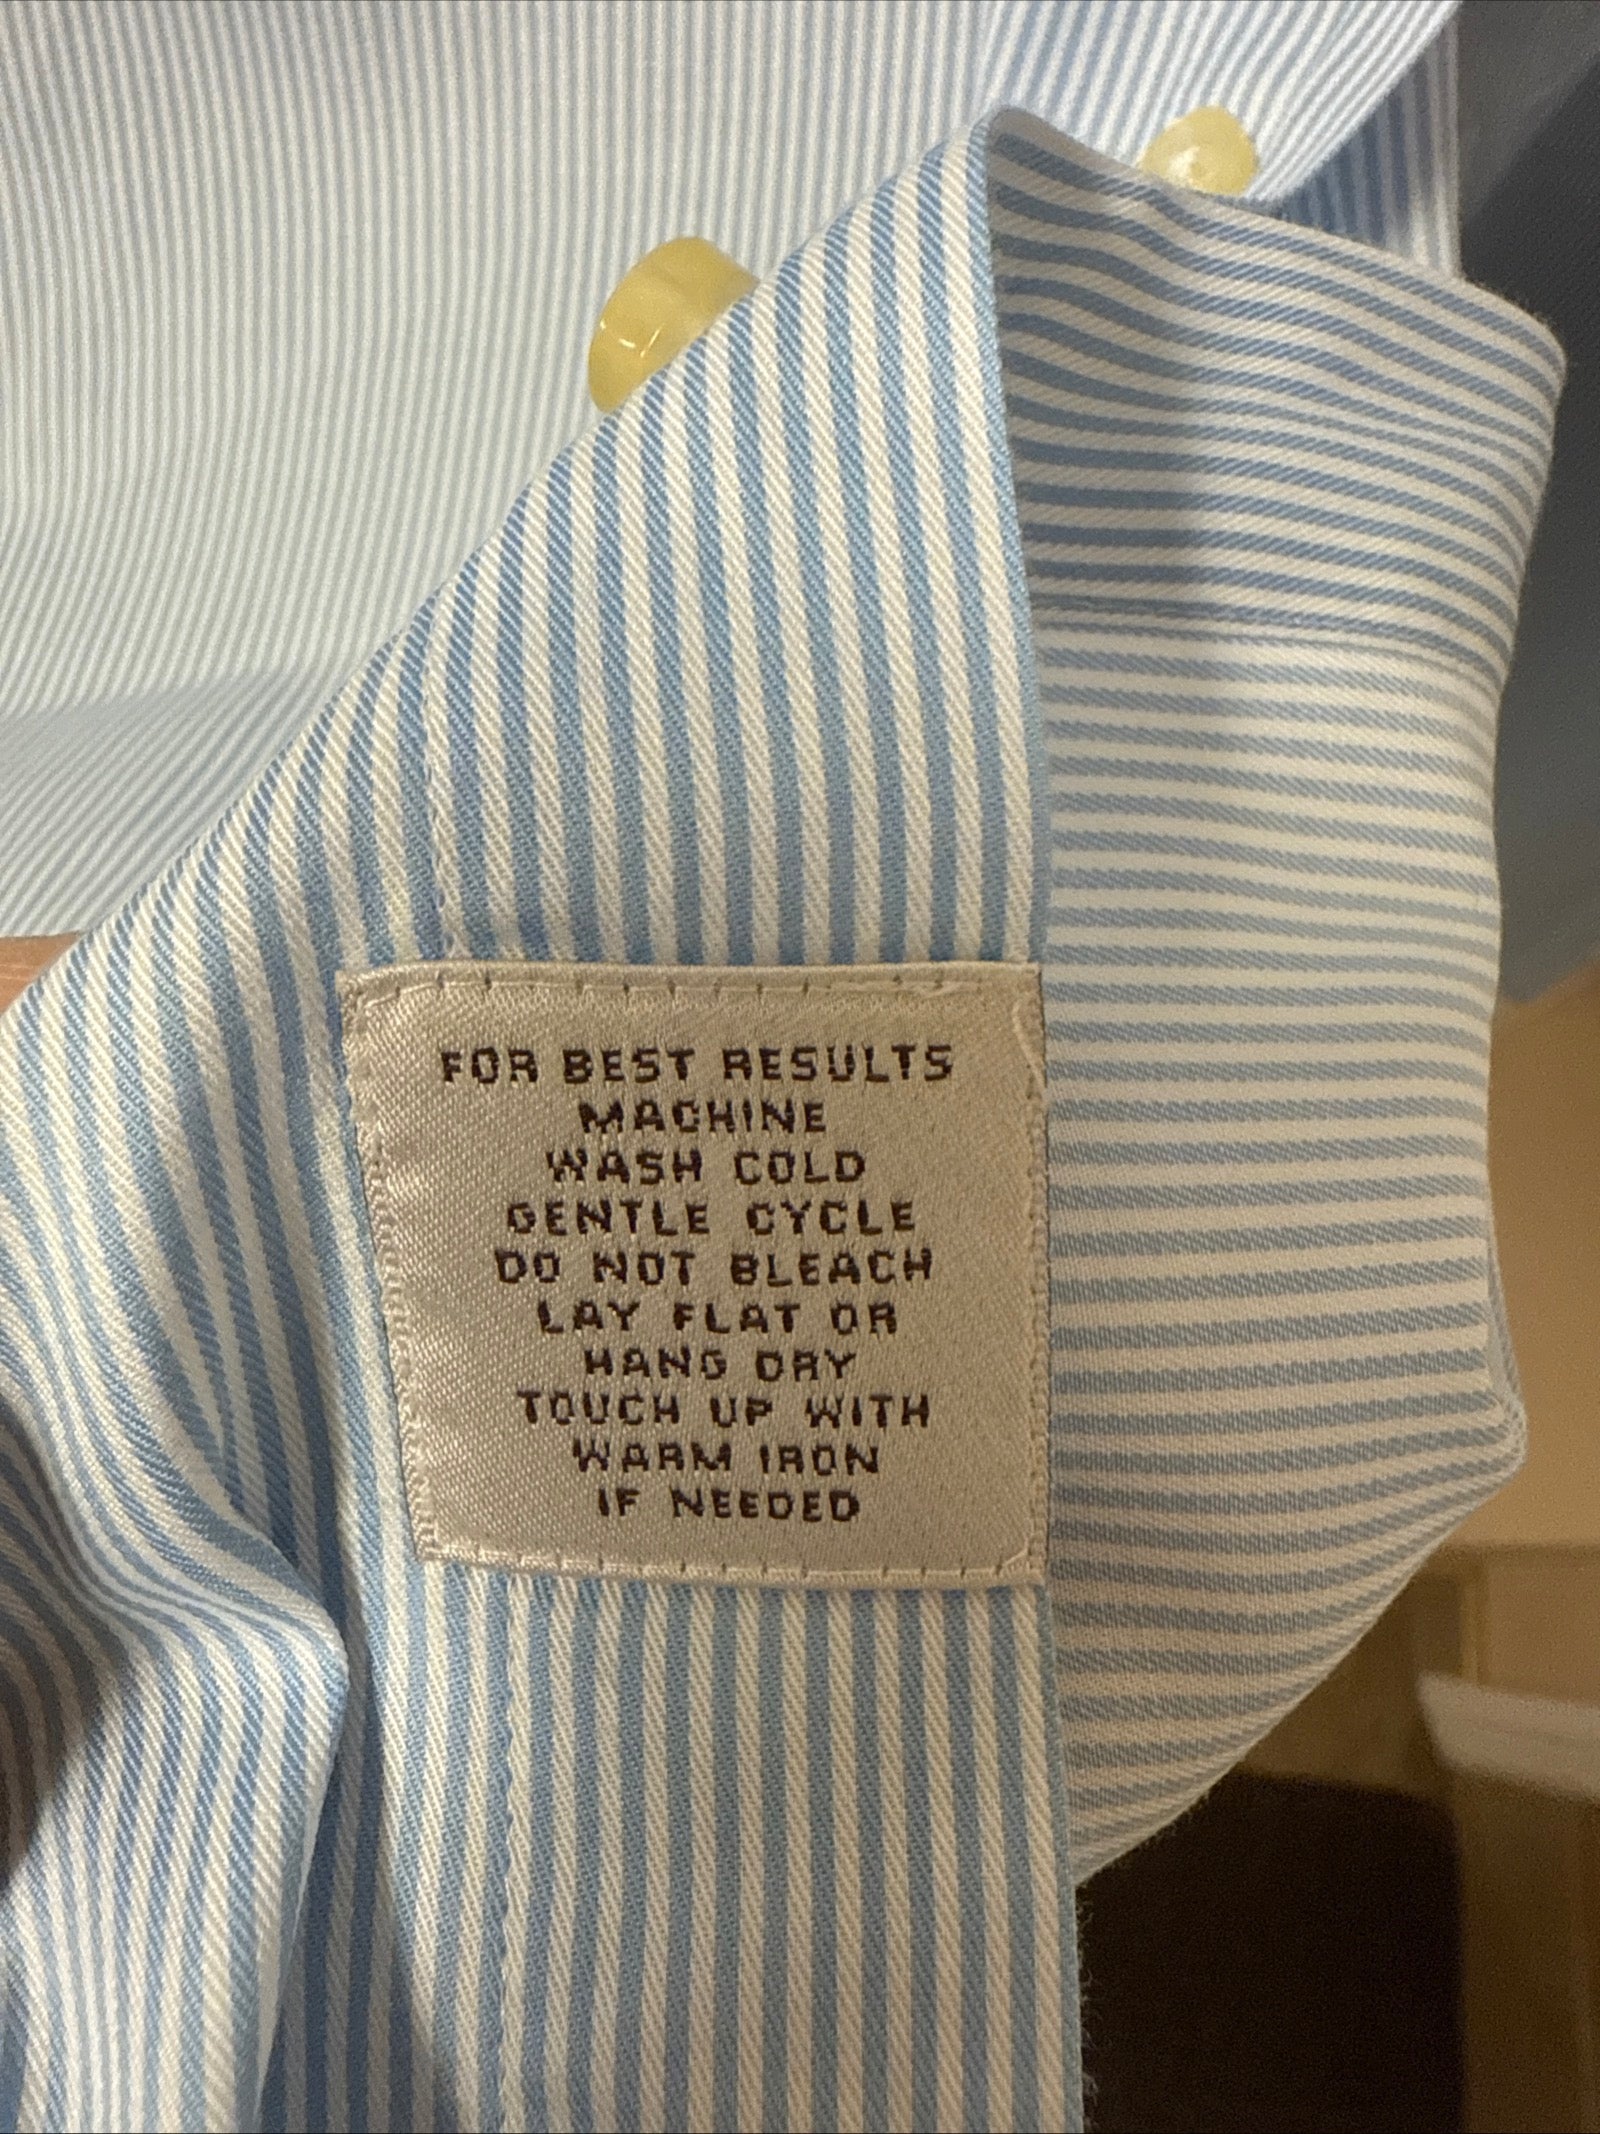 FOR BEST RESULTS
MACHINE
WASH COLD
GENTLE CYCLE
DO NOT BLEACH
LAY FLAT OR
HANG DRY
TOUCH UP WITH
WARM IRON
IF NEEDED